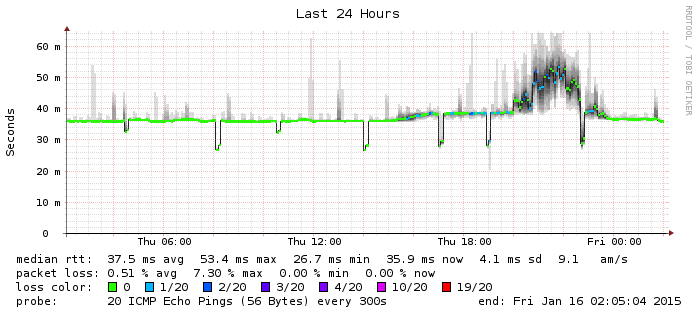 Last 24 Hours
RRDTOOL / TOBI OETIKER
Seconds
60 m
50 m
40 m
30 m
20 m
10 m
0
Thu 06:00 Thu 12:00 Thu 18:00 Fri 00:00
median rtt: 37.5 ms avg 53.4 ms max 26.7 ms min 35.9 ms now 4.1 ms sd 9.1 am/s
packet loss: 0.51 % avg 7.30 % max 0.00 % min 0.00 % now
loss color: 0 1/20 2/20 3/20 4/20 10/20 19/20
probe: 20 ICMP Echo Pings (56 Bytes) every 300s end: Fri Jan 16 02:05:04 2015